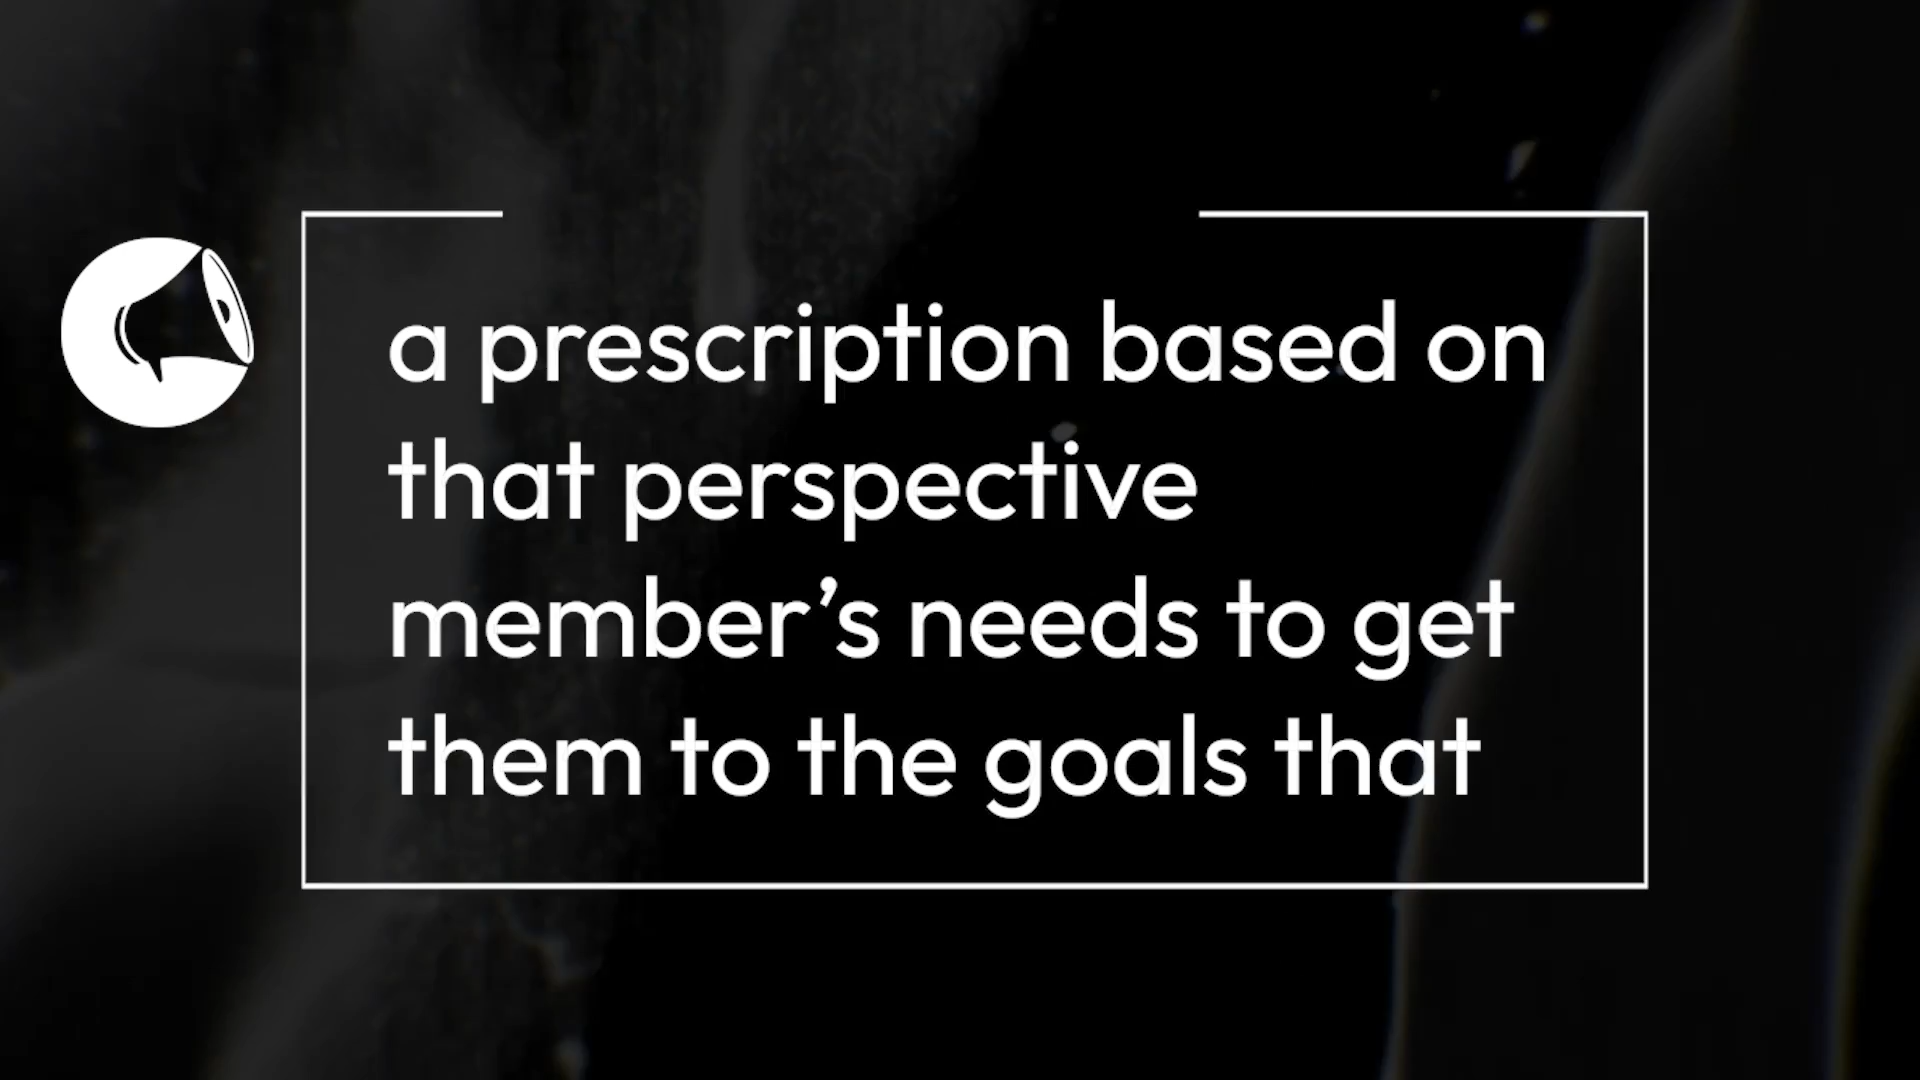 a prescription based on
that perspective
member’s needs to get
them to the goals that